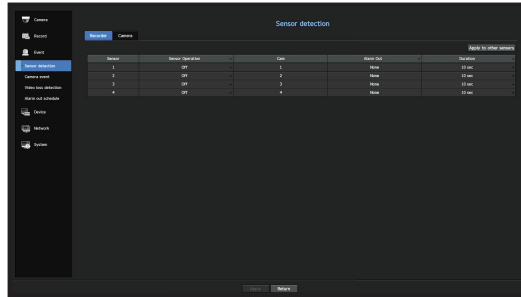 Sensor detection
Camera
Record
Event
Sensor detection
Camera event
Video loss detection
Alarm out schedule
Device
Network
System
Recorder Camera
Apply to other sensors
Sensor Sensor Operation Cam Alarm Out Duration
1 Off 1 None 10 sec
2 Off 2 None 10 sec
3 Off 3 None 10 sec
4 Off 4 None 10 sec
Apply Return